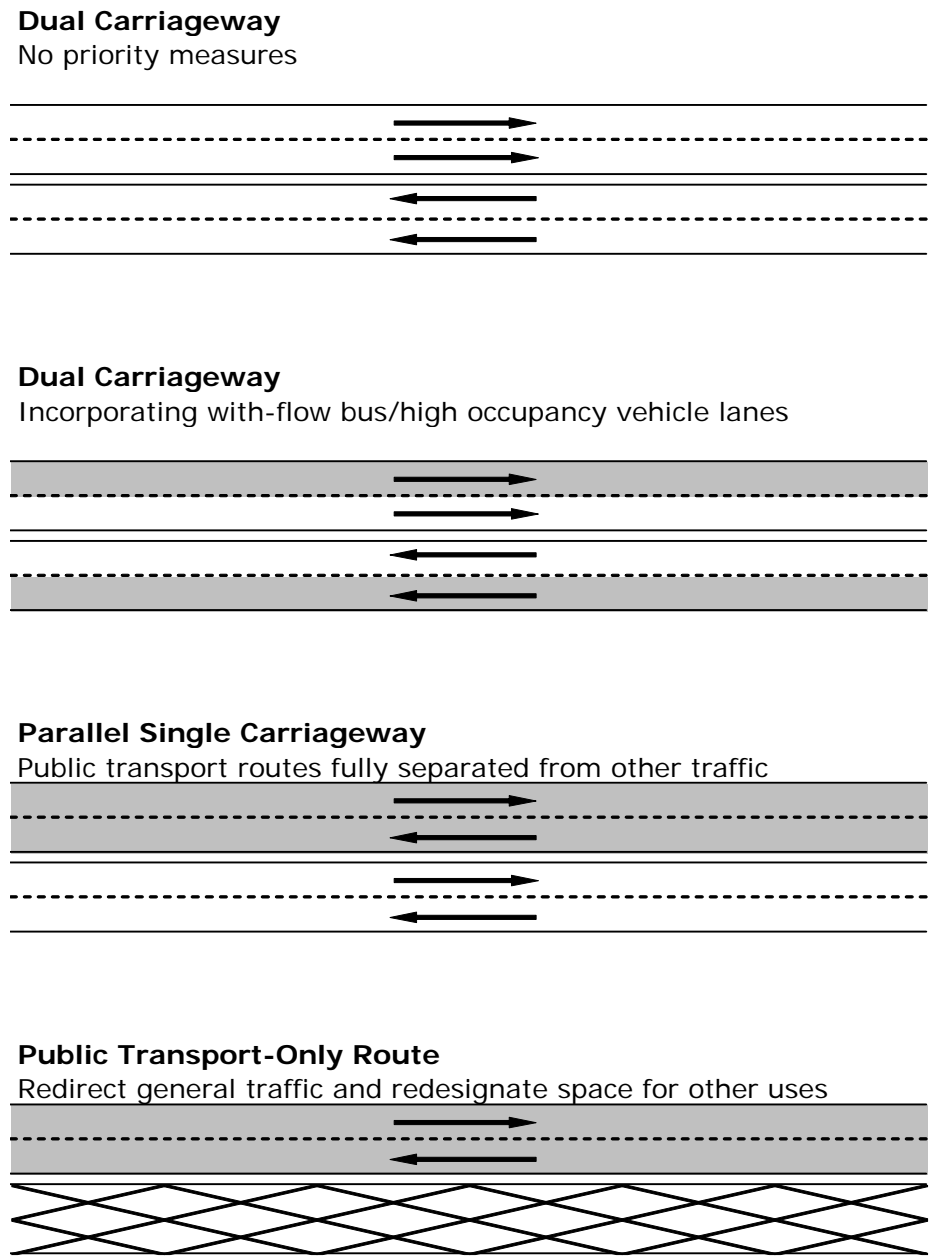 Dual Carriageway
No priority measures
Dual Carriageway
Incorporating with-flow bus/high occupancy vehicle lanes
Parallel Single Carriageway
Public transport routes fully separated from other traffic
Public Transport-Only Route
Redirect general traffic and redesignate space for other uses